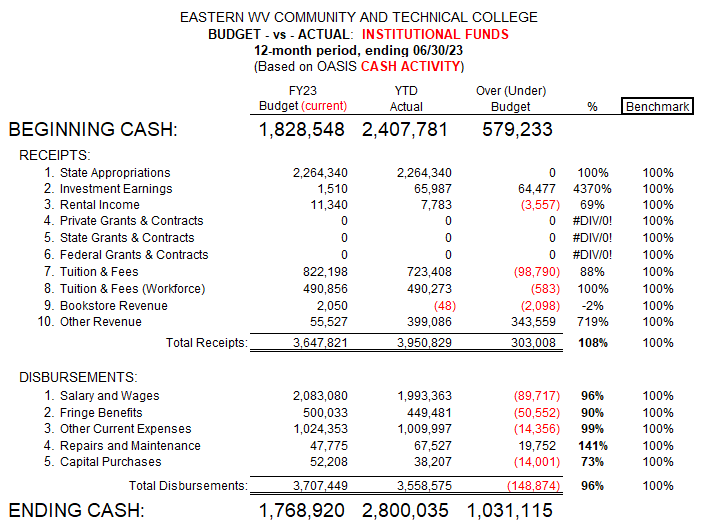 EASTERN WV COMMUNITY AND TECHNICAL COLLEGE
BUDGET - vs - ACTUAL: INSTITUTIONAL FUNDS
12-month period, ending 06/30/23
(Based on OASIS CASH ACTIVITY)
FY23 YTD Over (Under)
Budget (current) Actual Budget % Benchmark
BEGINNING CASH: 1,828,548 2,407,781 579,233
RECEIPTS:
1. State Appropriations 2,264,340 2,264,340 0 100% 100%
2. Investment Earnings 1,510 65,987 64,477 4370% 100%
3. Rental Income 11,340 7,783 (3,557) 69% 100%
4. Private Grants & Contracts 0 0 0 #DIV/0! 100%
5. State Grants & Contracts 0 0 0 #DIV/0! 100%
6. Federal Grants & Contracts 0 0 0 #DIV/0! 100%
7. Tuition & Fees 822,198 723,408 (98,790) 88% 100%
8. Tuition & Fees (Workforce) 490,856 490,273 (583) 100% 100%
9. Bookstore Revenue 2,050 (48) (2,098) -2% 100%
10. Other Revenue 55,527 399,086 343,559 719% 100%
Total Receipts: 3,647,821 3,950,829 303,008 108% 100%
DISBURSEMENTS:
1. Salary and Wages 2,083,080 1,993,363 (89,717) 96% 100%
2. Fringe Benefits 500,033 449,481 (50,552) 90% 100%
3. Other Current Expenses 1,024,353 1,009,997 (14,356) 99% 100%
4. Repairs and Maintenance 47,775 67,527 19,752 141% 100%
5. Capital Purchases 52,208 38,207 (14,001) 73% 100%
Total Disbursements: 3,707,449 3,558,575 (148,874) 96% 100%
ENDING CASH: 1,768,920 2,800,035 1,031,115